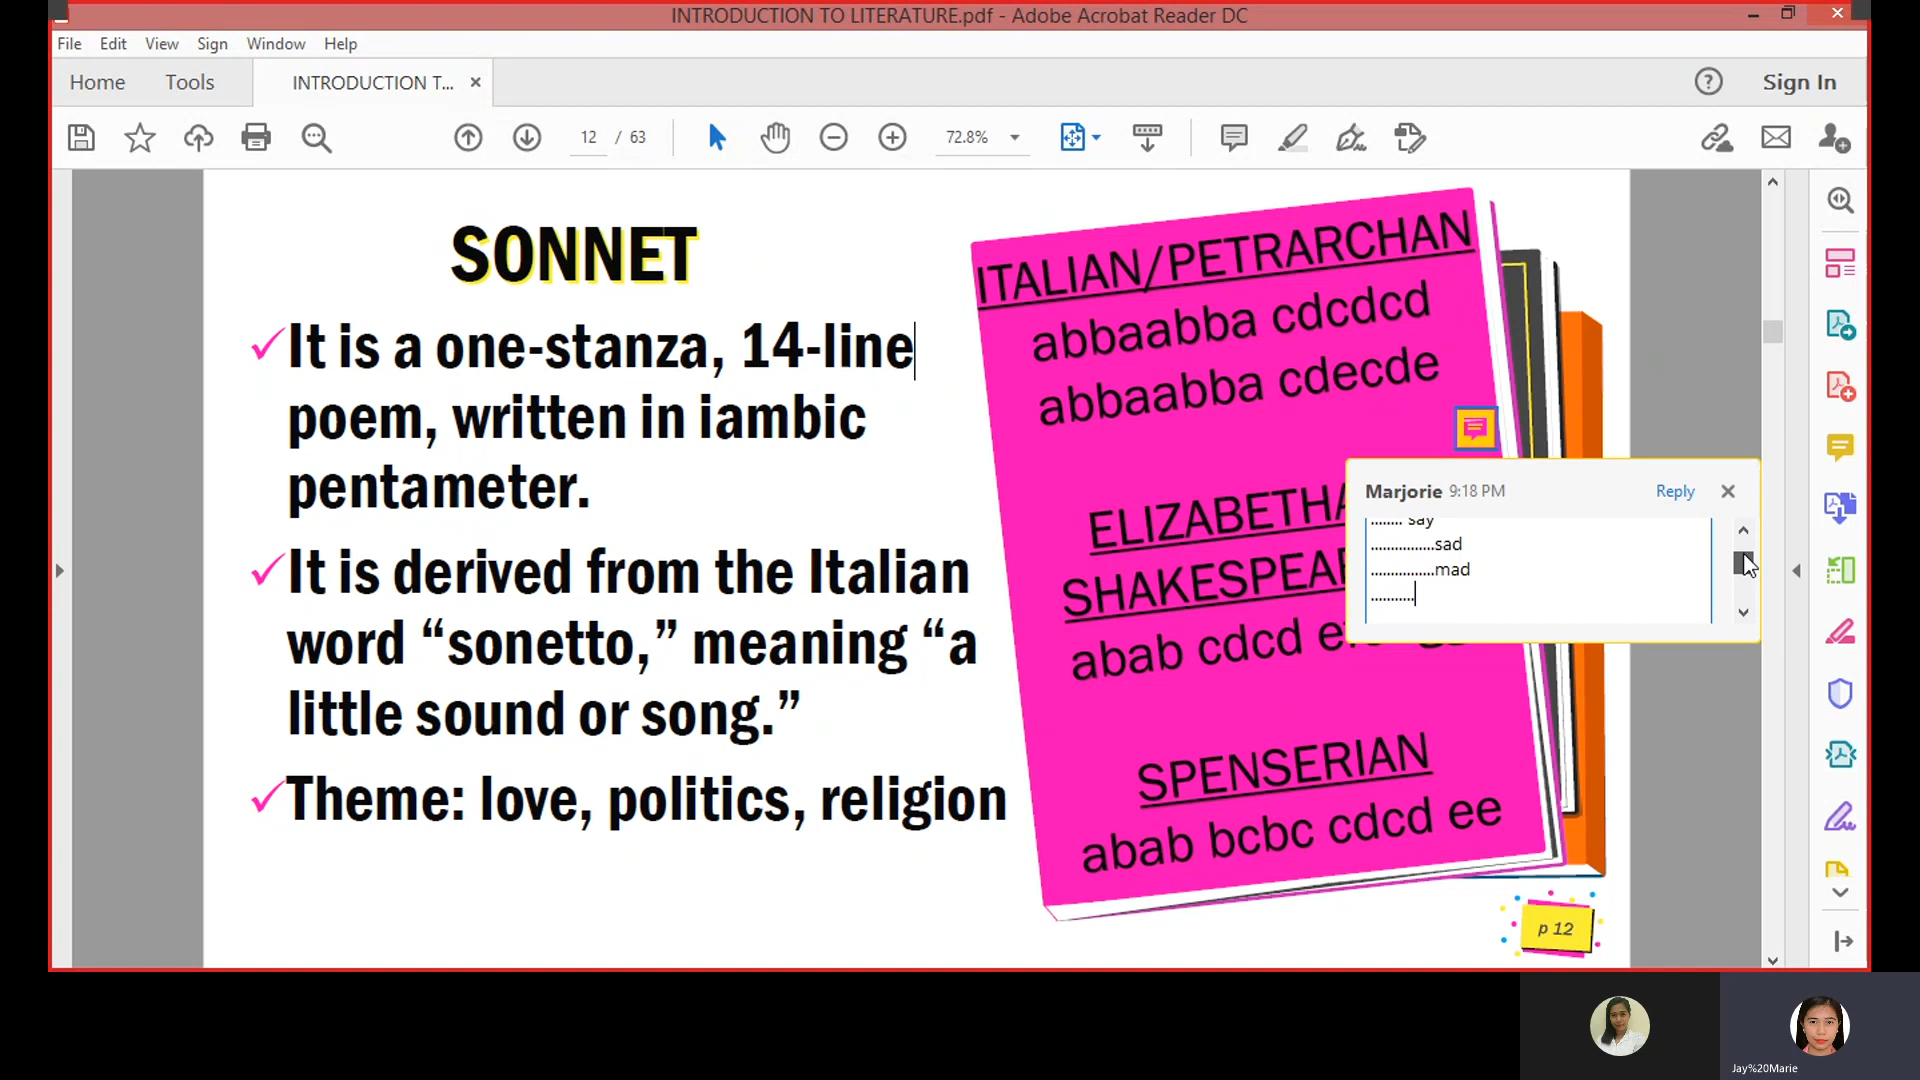 INTRODUCTION TO LITERATURE.pdf - Adobe Acrobat Reader DC
File Edit View Sign Window Help
Home Tools INTRODUCTION T... × Sign In
12 / 63 72.8%
SONNET
It is a one-stanza, 14-line
poem, written in iambic
pentameter.
It is derived from the Italian
word “sonetto,” meaning “a
little sound or song.”
Theme: love, politics, religion
ITALIAN/PETRARCHAN
abbaabba cdcdcd
abbaabba cdecde
abab cdcd
SPENSERIAN
abab bcbc cdcd ee
Marjorie 9:18 PM Reply
........ say
................sad
................mad
...........
p 12
Jay%20Marie